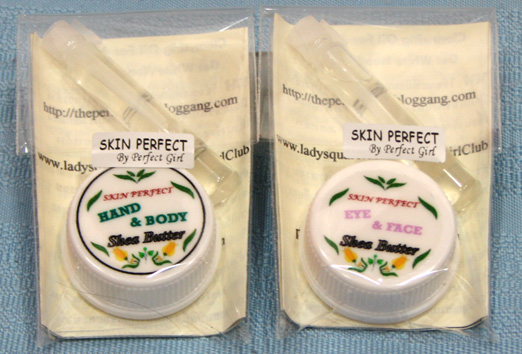 http://thepe
www.ladysqua
SKIN PERFECT
By Perfect Girl
SKIN PERFECT
HAND
& BODY
Shea Butter
loggang.com
rlClub
http://thepe
loggang.com
www.ladysqua
rlClub
SKIN PERFECT
By Perfect Girl
SKIN PERFECT
EYE
& FACE
Shea Butter